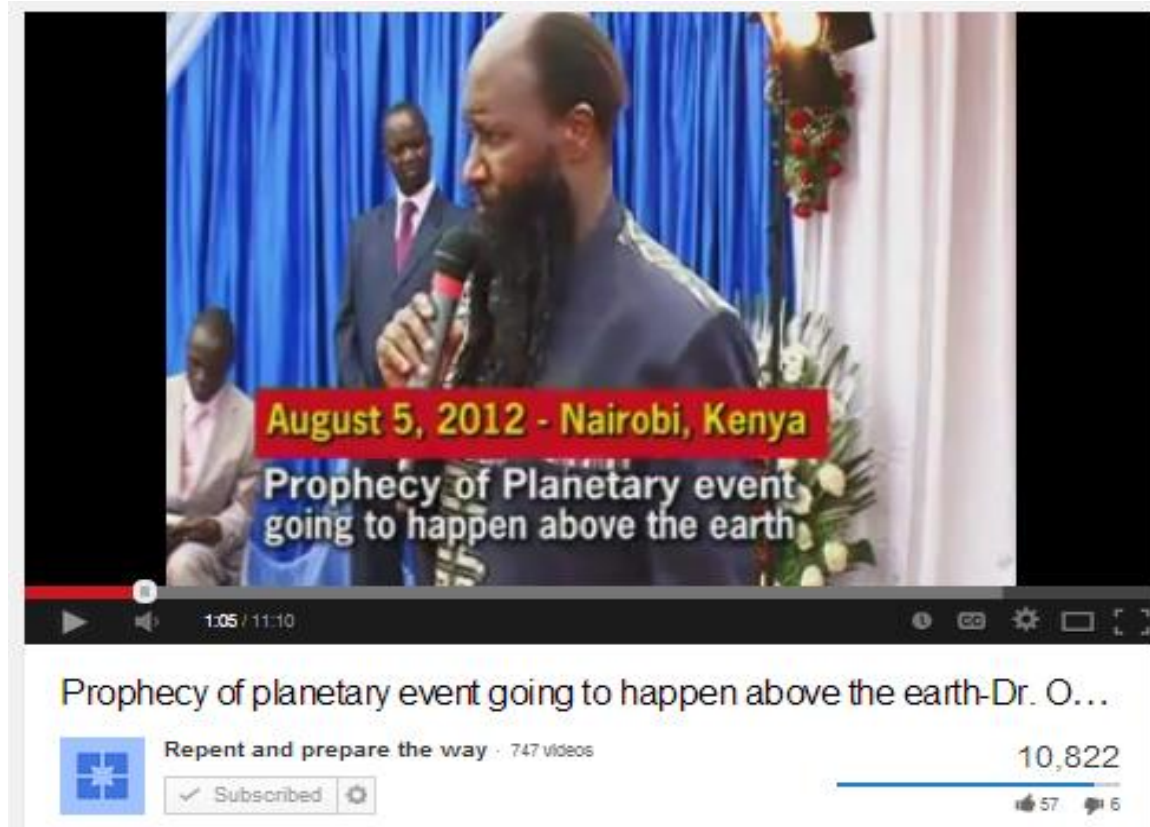 August 5, 2012 - Nairobi, Kenya
Prophecy of Planetary event
going to happen above the earth
1:05 / 11:10
CC
Prophecy of planetary event going to happen above the earth-Dr. O...
Repent and prepare the way · 747 videos
Subscribed
10,822
57 6